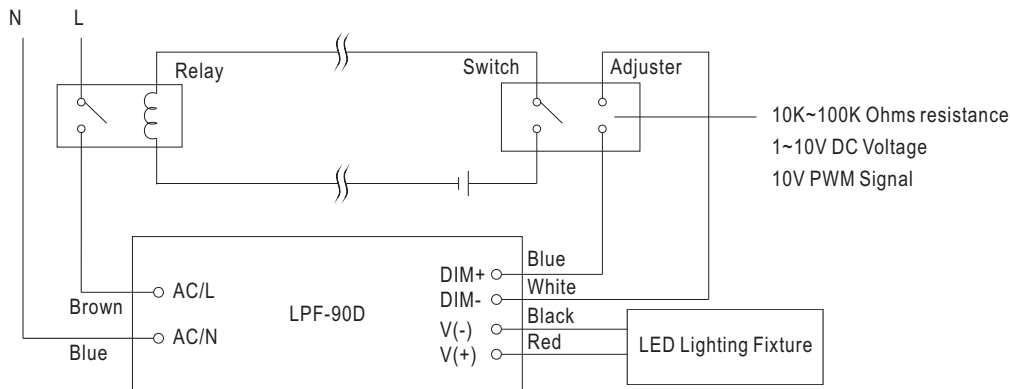 N L
Relay
Switch
Adjuster
10K~100K Ohms resistance
1~10V DC Voltage
10V PWM Signal
Brown
AC/L
Blue
AC/N
LPF-90D
DIM+
Blue
DIM-
White
V(-)
Black
V(+)
Red
LED Lighting Fixture